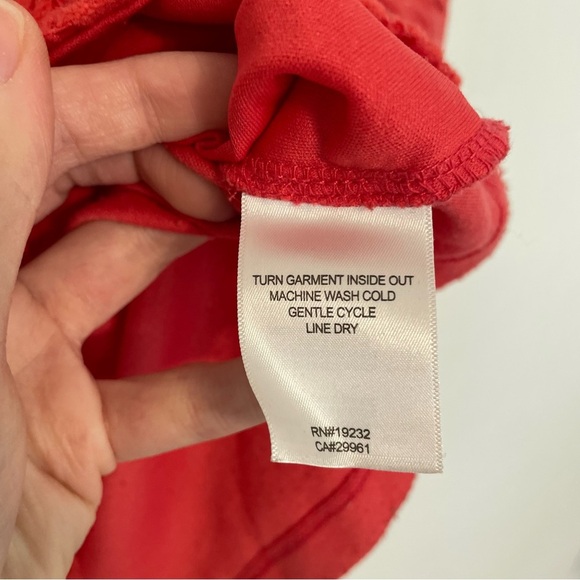 TURN GARMENT INSIDE OUT
MACHINE WASH COLD
GENTLE CYCLE
LINE DRY
RN#19232
CA#29961